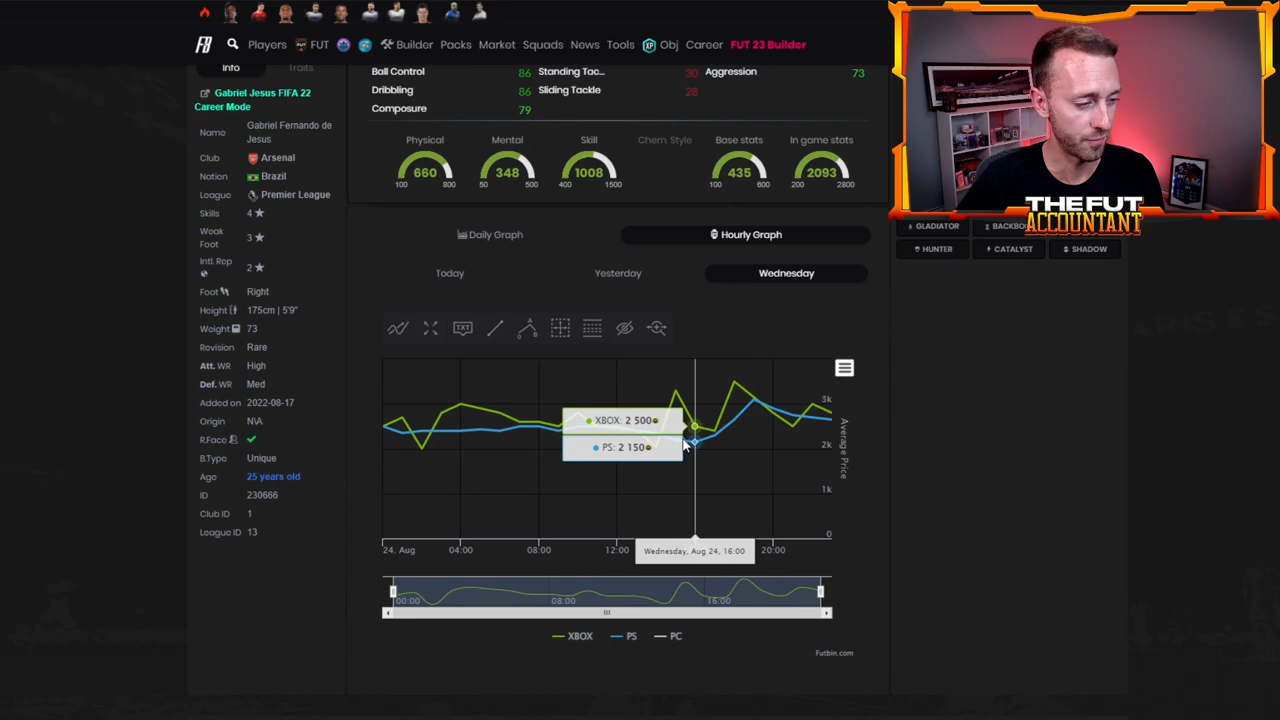 F8 Players FUT Builder Packs Market Squads News Tools XP Obj Career FUT 23 Builder
Info Traits
Gabriel Jesus FIFA 22
Career Mode
Name Gabriel Fernando de
Jesus
Club Arsenal
Nation Brazil
League Premier League
Skills 4★
Weak
Foot 3★
Intl. Rep 2★
Foot Right
Height 175cm | 5'9"
Weight 73
Revision Rare
Att. WR High
Def. WR Med
Added on 2022-08-17
Origin N\A
R.Face
B.Type Unique
Age 25 years old
ID 230666
Club ID 1
League ID 13
Ball Control 86 Standing Tac... 30 Aggression 73
Dribbling 86 Sliding Tackle 28
Composure 79
Physical Mental Skill Chem. Style Base stats In game stats
660 348 1008 435 2093
100 800 50 500 400 1500 100 600 200 2800
Daily Graph Hourly Graph
Today Yesterday Wednesday
TXT
A
0 B
3k
2k
1k
0
Average Price
XBOX: 2 500
PS: 2 150
24. Aug 04:00 08:00 12:00 20:00
Wednesday, Aug 24, 16:00
00:00 08:00 16:00
XBOX PS PC
Futbin.com
THE FUT
ACCOUNTANT
GLADIATOR BACKBO
HUNTER CATALYST SHADOW